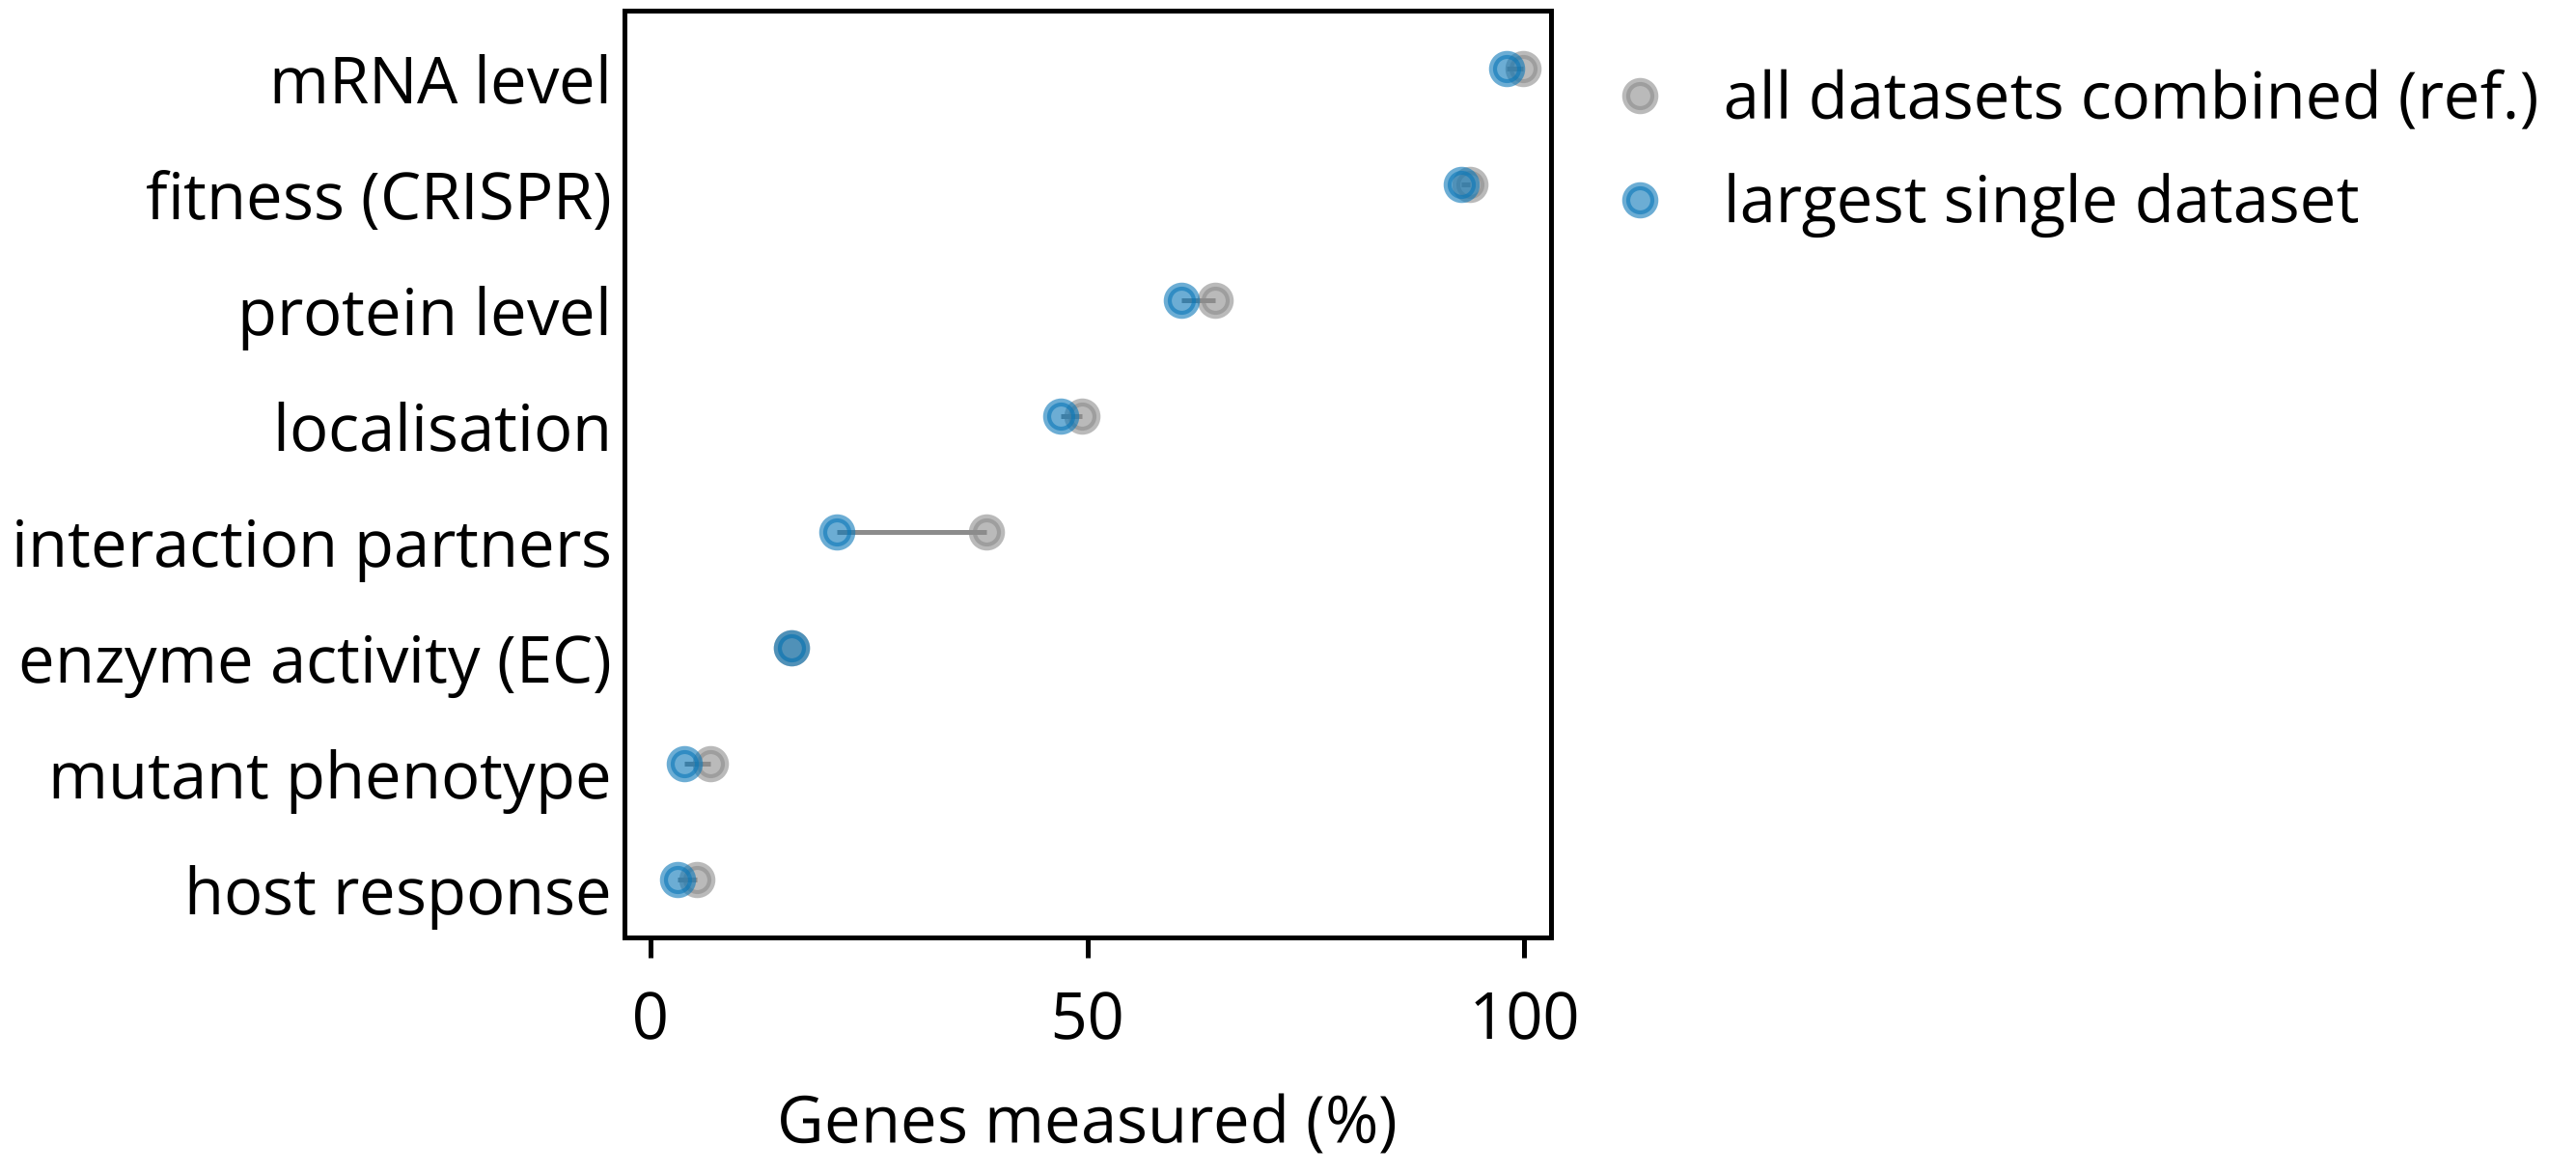 mRNA level
fitness (CRISPR)
protein level
localisation
interaction partners
enzyme activity (EC)
mutant phenotype
host response
0 50 100
Genes measured (%)
all datasets combined (ref.)
largest single dataset